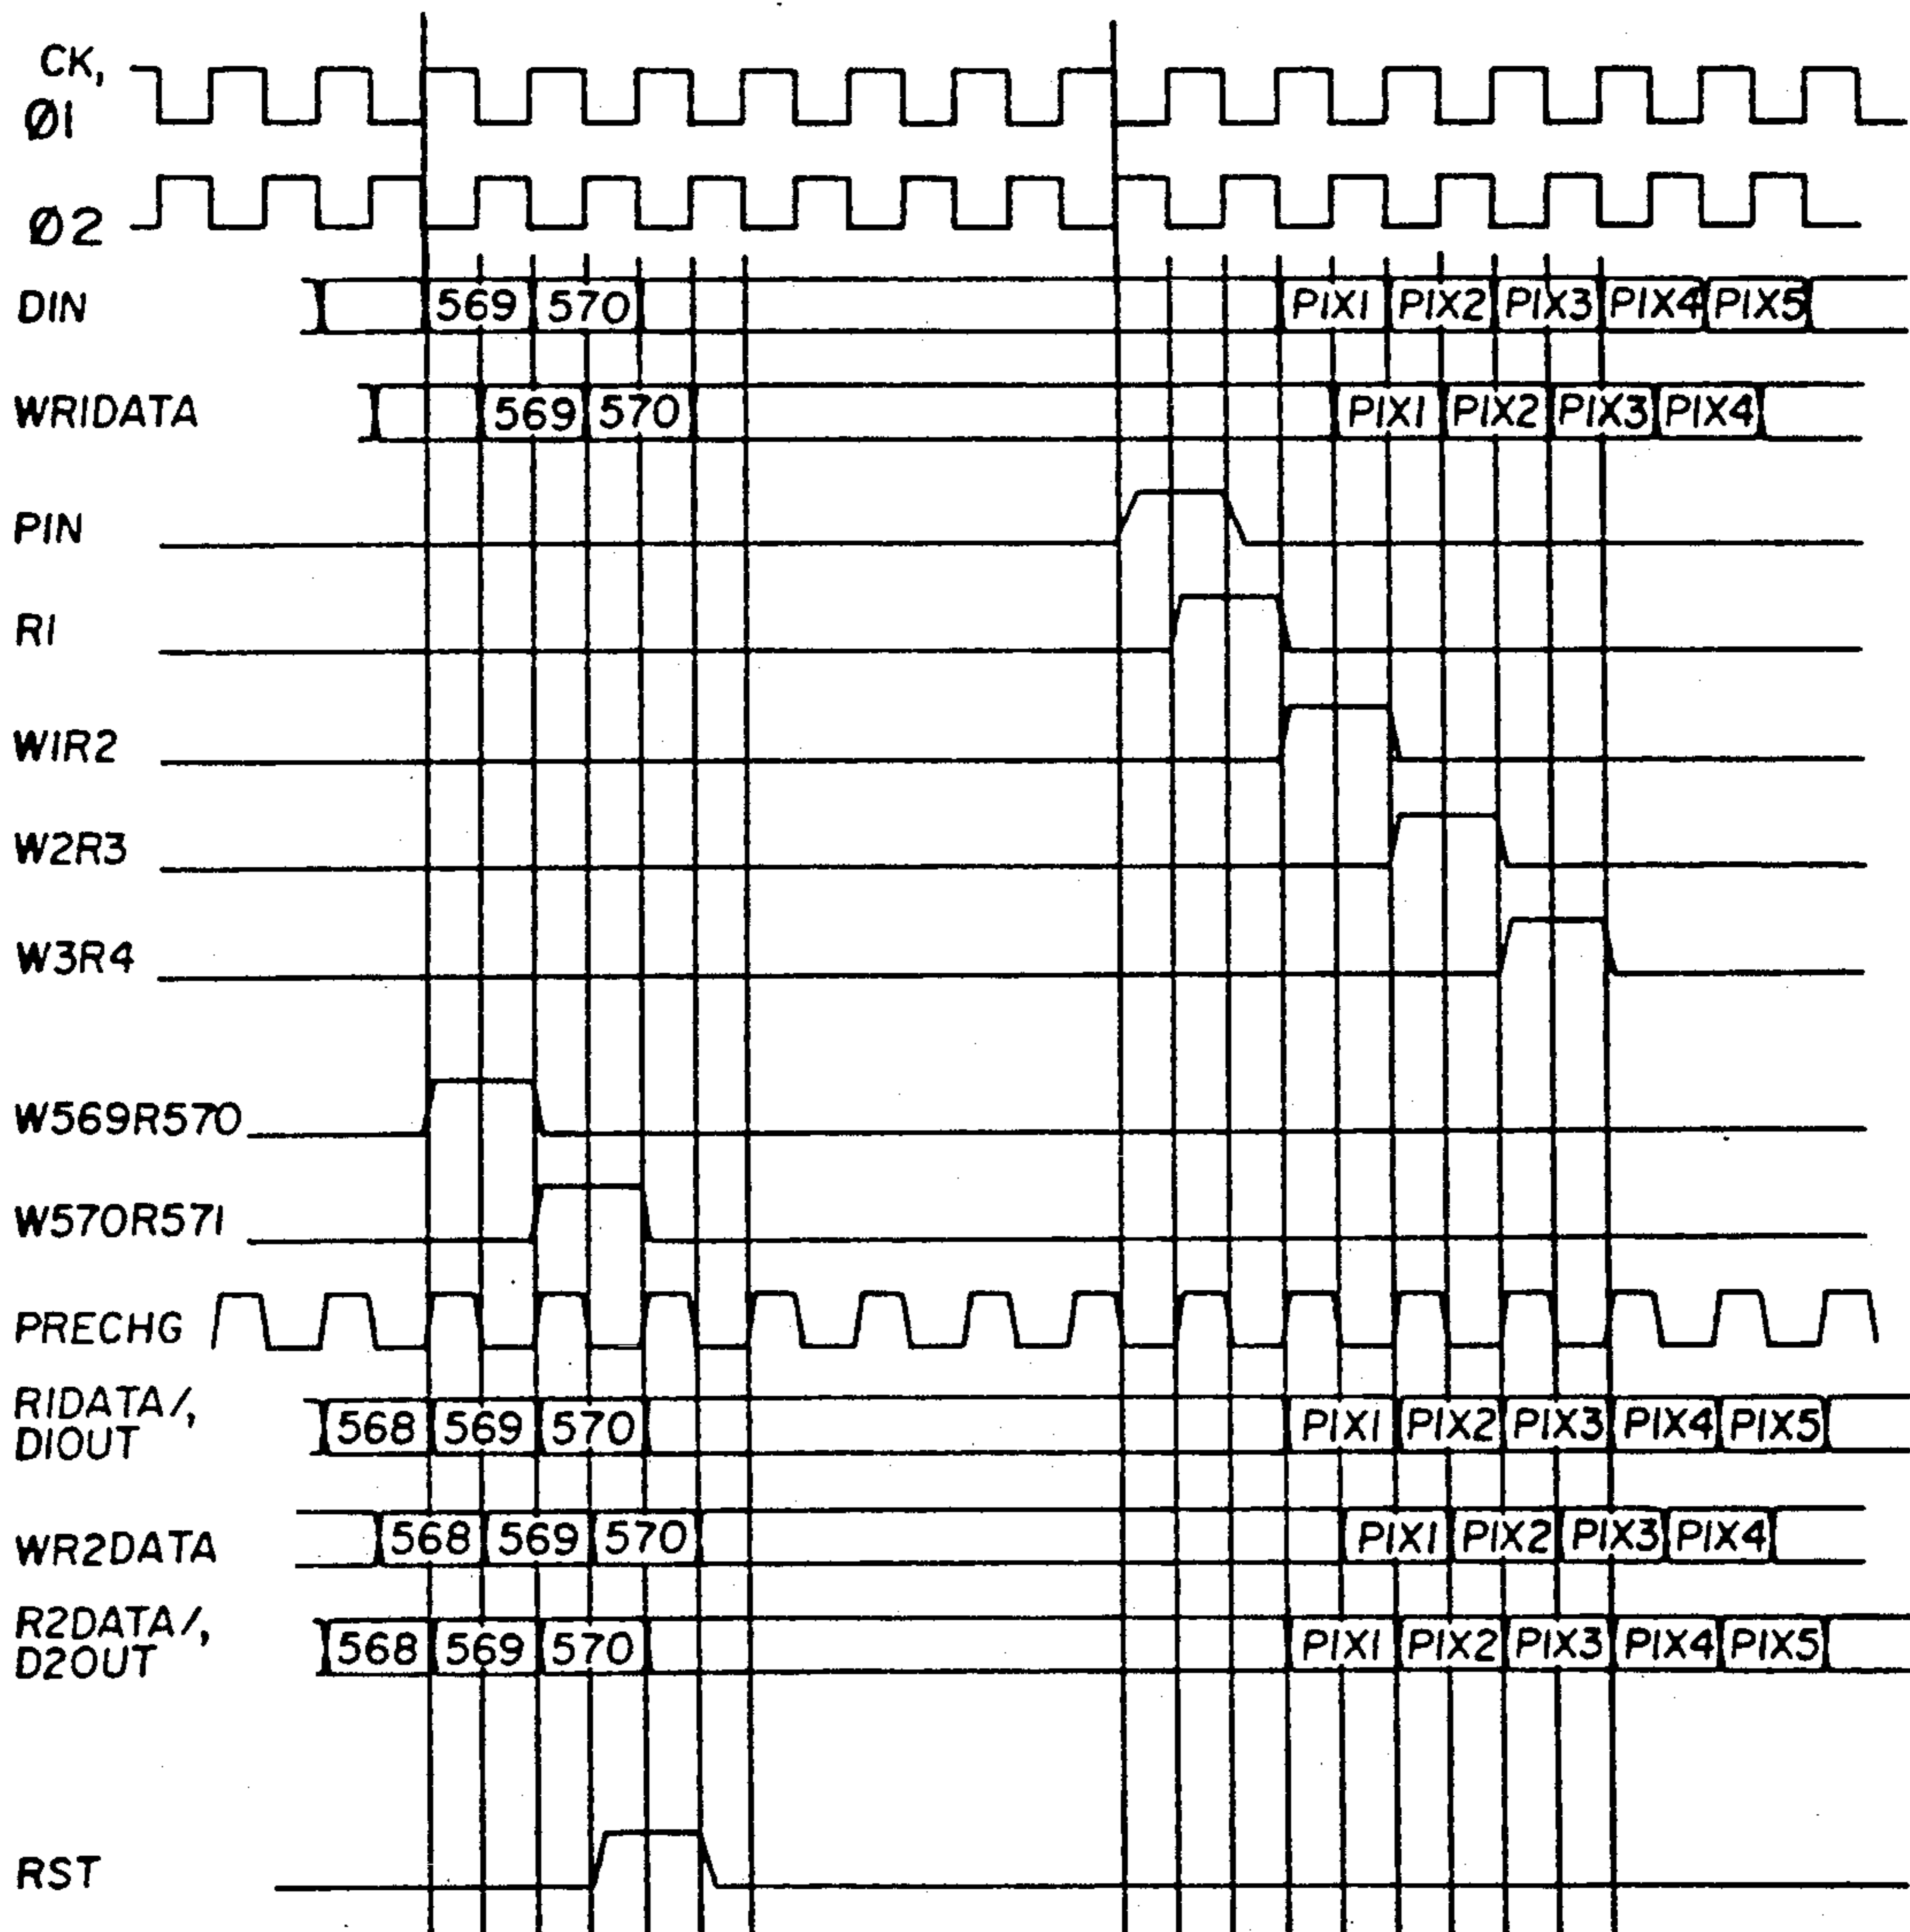 CK,
Ø1
Ø2
DIN 569 570 PIX1 PIX2 PIX3 PIX4 PIX5
WR1DATA 569 570 PIX1 PIX2 PIX3 PIX4
PIN
R1
W1R2
W2R3
W3R4
W569R570
W570R571
PRECHG
R1DATA/,
D1OUT 568 569 570 PIX1 PIX2 PIX3 PIX4 PIX5
WR2DATA 568 569 570 PIX1 PIX2 PIX3 PIX4
R2DATA/,
D2OUT 568 569 570 PIX1 PIX2 PIX3 PIX4 PIX5
RST